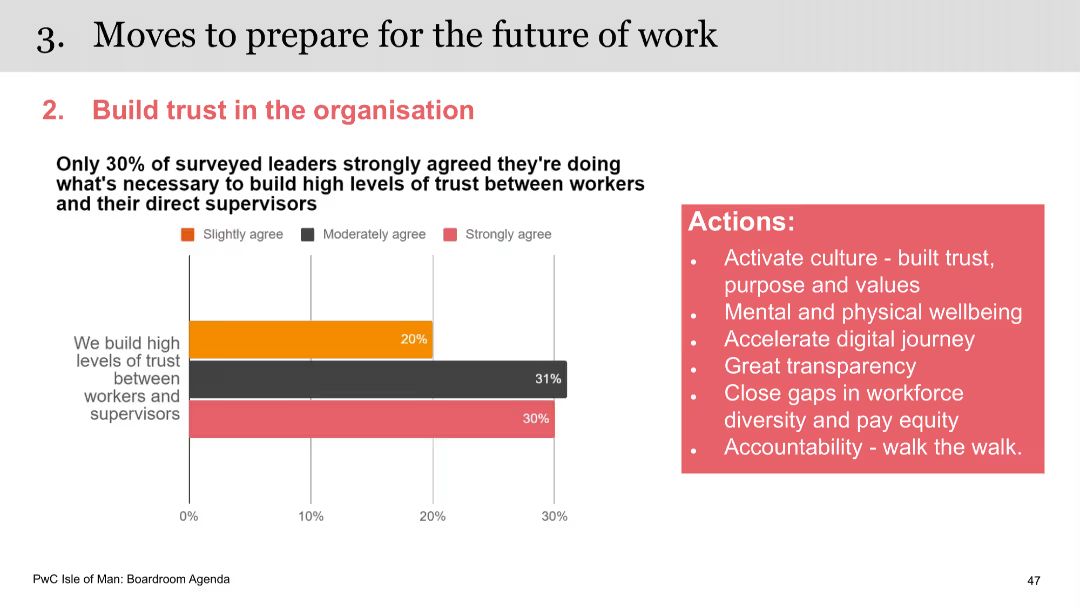 3. Moves to prepare for the future of work
2. Build trust in the organisation
Only 30% of surveyed leaders strongly agreed they're doing
what's necessary to build high levels of trust between workers
and their direct supervisors
Slightly agree Moderately agree Strongly agree
We build high
levels of trust
between
workers and
supervisors
20%
31%
30%
0% 10% 20% 30%
Actions:
• Activate culture - built trust,
purpose and values
• Mental and physical wellbeing
• Accelerate digital journey
• Great transparency
• Close gaps in workforce
diversity and pay equity
• Accountability - walk the walk.
PwC Isle of Man: Boardroom Agenda
47